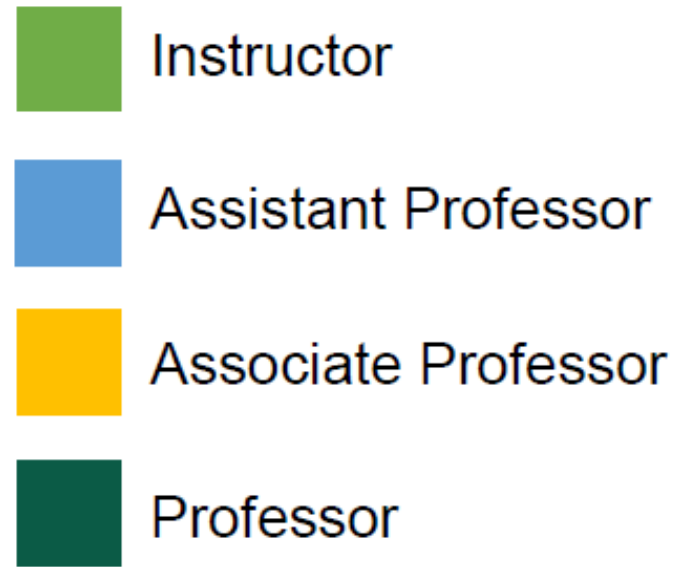 Instructor
Assistant Professor
Associate Professor
Professor